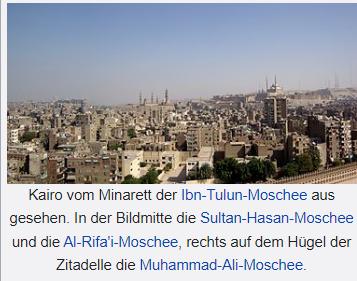 Kairo vom Minarett der Ibn-Tulun-Moschee aus
gesehen. In der Bildmitte die Sultan-Hasan-Moschee
und die Al-Rifa'i-Moschee, rechts auf dem Hügel der
Zitadelle die Muhammad-Ali-Moschee.